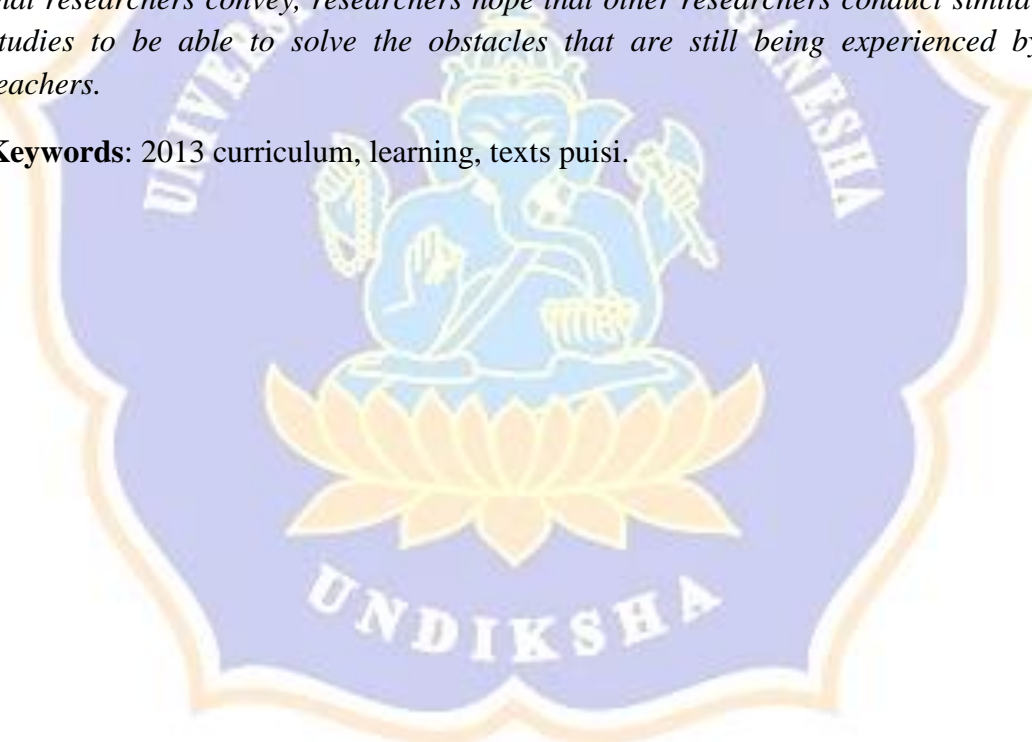 that researchers convey, researchers hope that other researchers conduct similar
studies to be able to solve the obstacles that are still being experienced by
teachers.
Keywords: 2013 curriculum, learning, texts puisi.
UNDIKSHA